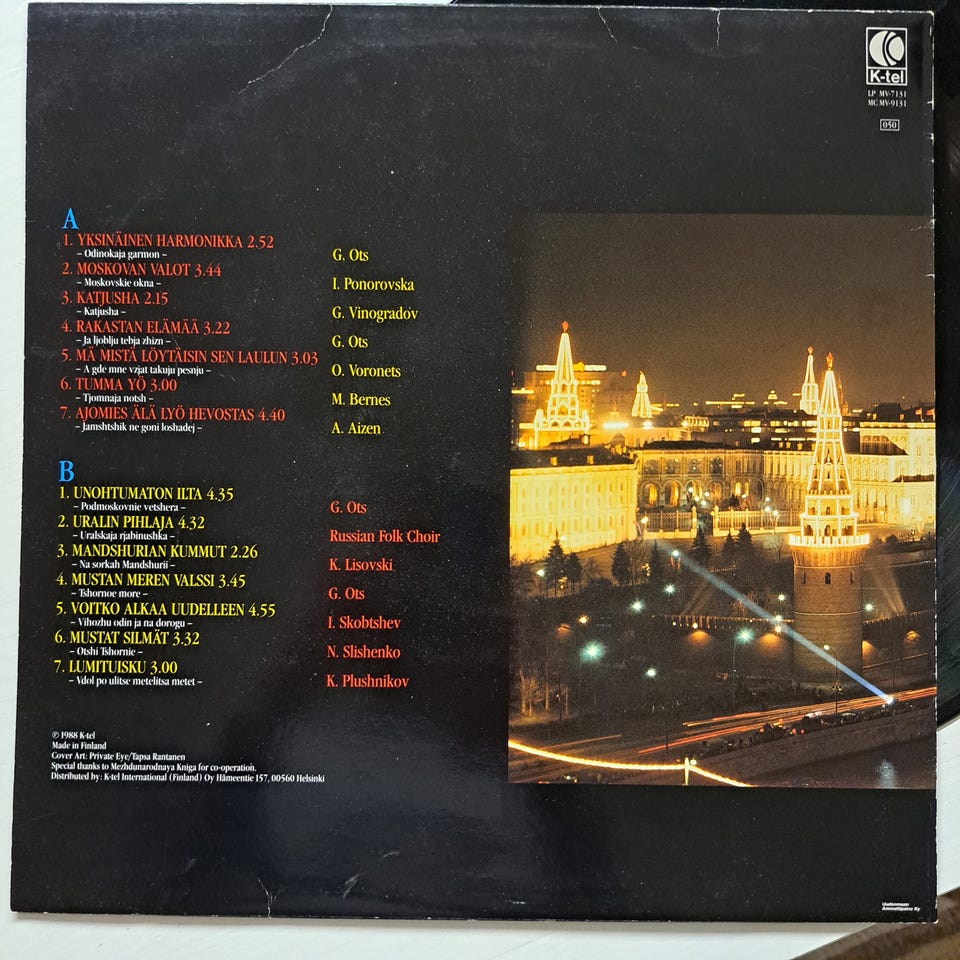 K-tel
LP MV-7131
MC MV-9131
050
A
1. YKSINÄINEN HARMONIKKA 2.52
– Odinokaja garmon –
G. Ots
2. MOSKOVAN VALOT 3.44
– Moskovskie okna –
I. Ponorovska
3. KATJUSHA 2.15
– Katjusha –
G. Vinogradov
4. RAKASTAN ELÄMÄÄ 3.22
– Ja ljoblju tebja zhizn –
G. Ots
5. MÄ MISTÄ LÖYTÄISIN SEN LAULUN 3.03
– A gde mne vzjat takuju pesnju –
O. Voronets
6. TUMMA YÖ 3.00
– Tjomnaja notsh –
M. Bernes
7. AJOMIES ÄLÄ LYÖ HEVOSTAS 4.40
– Jamshtshik ne goni loshadej –
A. Aizen
B
1. UNOHTUMATON ILTA 4.35
– Podmoskovnie vetshera –
G. Ots
2. URALIN PIHLAJA 4.32
– Uralskaja rjabinushka –
Russian Folk Choir
3. MANDSHURIAN KUMMUT 2.26
– Na sorkah Mandshurii –
K. Lisovski
4. MUSTAN MEREN VALSSI 3.45
– Tshornoe more –
G. Ots
5. VOITKO ALKAA UUDELLEEN 4.55
– Vihozhu odin ja na dorogu –
I. Skobtshev
6. MUSTAT SILMÄT 3.32
– Otshi Tshornie –
N. Slishenko
7. LUMITUISKU 3.00
– Vdol po ulitse metelitsa metet –
K. Plushnikov
℗ 1988 K-tel
Made in Finland
Cover Art: Private Eye/Tapsa Rantanen
Special thanks to Mezhdunarodnaya Kniga for co-operation.
Distributed by: K-tel International (Finland) Oy Hämeentie 157, 00560 Helsinki
Uudenmaan
Ammattipaino Ky